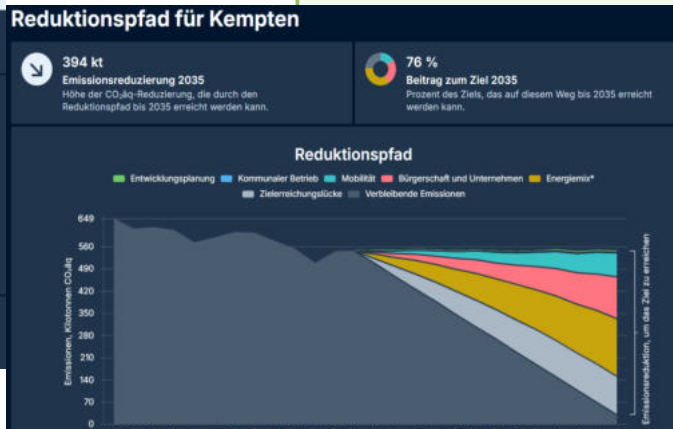 Reduktionspfad für Kempten
394 kt
Emissionsreduzierung 2035
Höhe der CO₂äq-Reduzierung, die durch den
Reduktionspfad bis 2035 erreicht werden kann.
76 %
Beitrag zum Ziel 2035
Prozent des Ziels, das auf diesem Weg bis 2035 erreicht
werden kann.
Reduktionspfad
Entwicklungsplanung Kommunaler Betrieb Mobilität Bürgerschaft und Unternehmen Energiemix*
Zielerreichungslücke Verbleibende Emissionen
Emissionen, Kilotonnen CO₂äq
649
560
490
420
350
280
210
140
70
0
Emissionsreduktion, um das Ziel zu erreichen